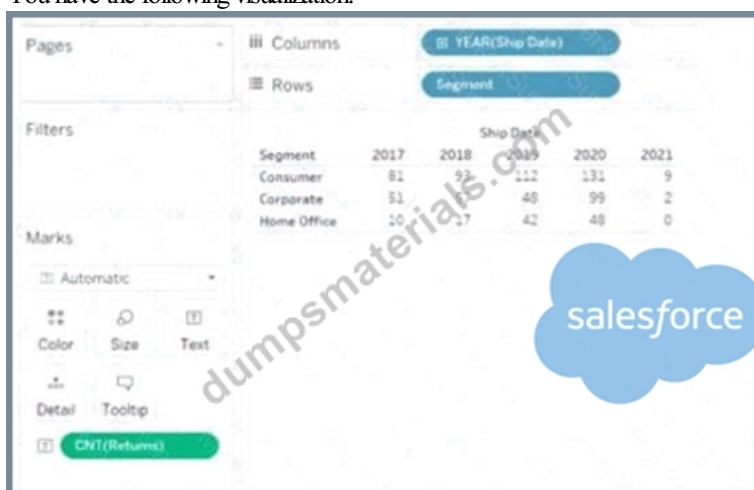 You have the following visualization.
Pages
iii Columns
YEAR(Ship Date)
Rows
Segment
Filters
Ship Date
Segment 2017 2018 2019 2020 2021
Consumer 81 93 112 131 9
Corporate 51 48 99 2
Home Office 10 17 42 48 0
Marks
Automatic
Color Size Text
Detail Tooltip
CNT(Returns)
salesforce
dumpsmaterials.com